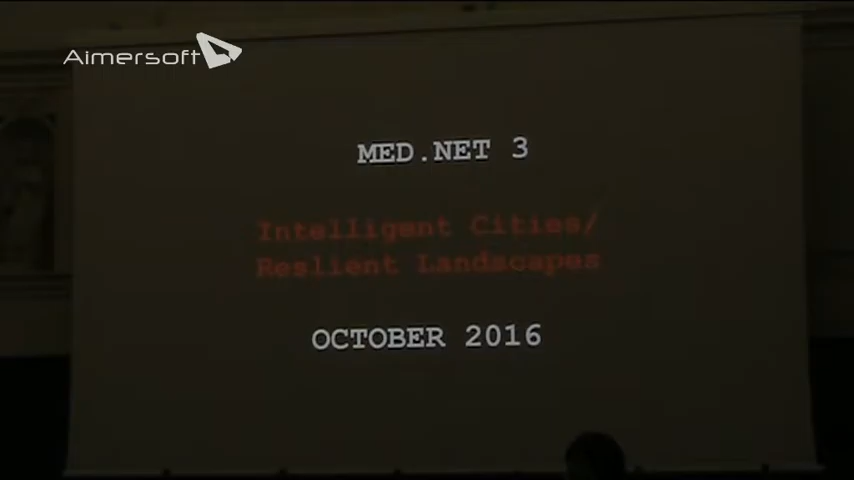 Aimersoft
MED.NET 3
Intelligent Cities/
Reslient Landscapes
OCTOBER 2016